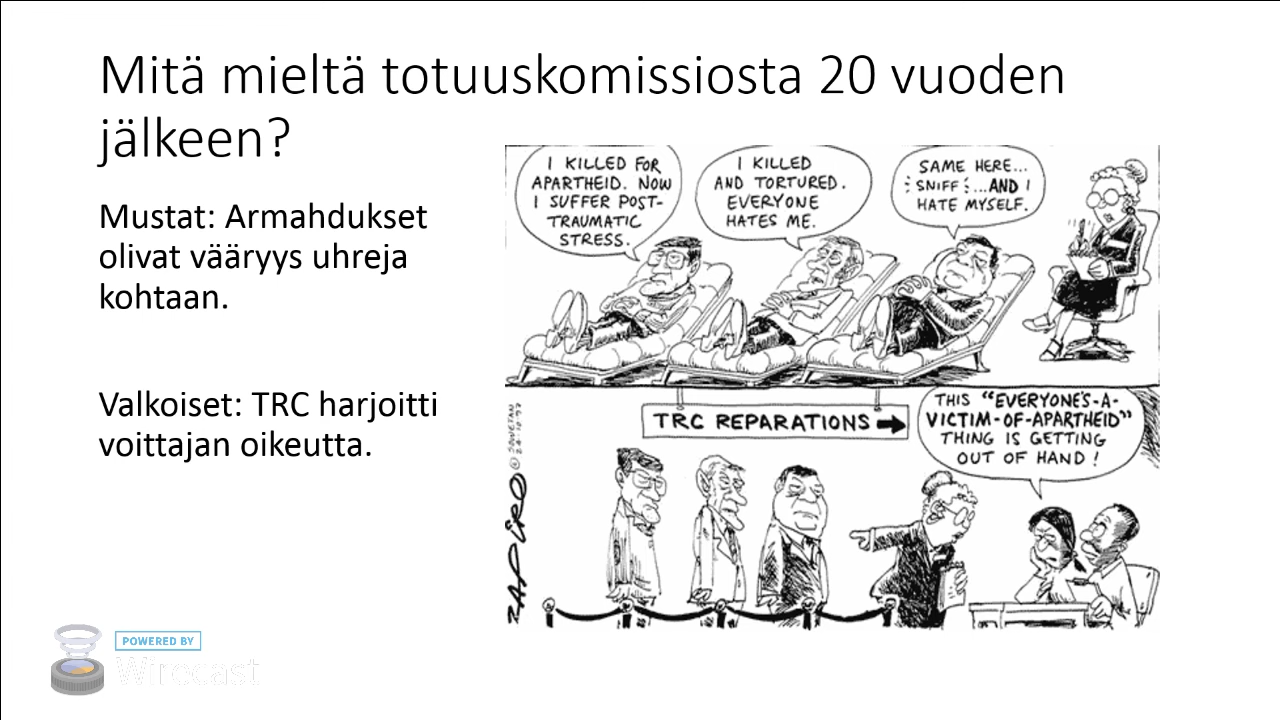 Mitä mieltä totuuskomissiosta 20 vuoden
jälkeen?
Mustat: Armahdukset
olivat vääryys uhreja
kohtaan.
Valkoiset: TRC harjoitti
voittajan oikeutta.
I KILLED FOR
APARTHEID. NOW
I SUFFER POST-
TRAUMATIC
STRESS.
I KILLED
AND TORTURED.
EVERYONE
HATES ME.
SAME HERE...
SNIFF ...AND I
HATE MYSELF.
TRC REPARATIONS
THIS “EVERYONE'S-A-
VICTIM-OF-APARTHEID”
THING IS GETTING
OUT OF HAND!
ZAPIRO
© SOWETAN
POWERED BY
Wirecast